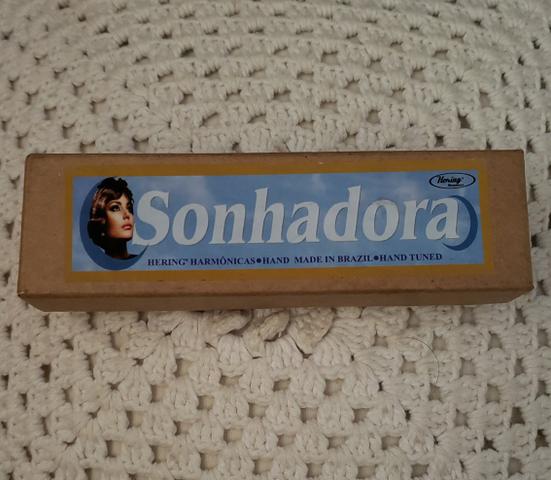 Hering
Sonhadora
HERING® HARMÔNICAS●HAND MADE IN BRAZIL●HAND TUNED